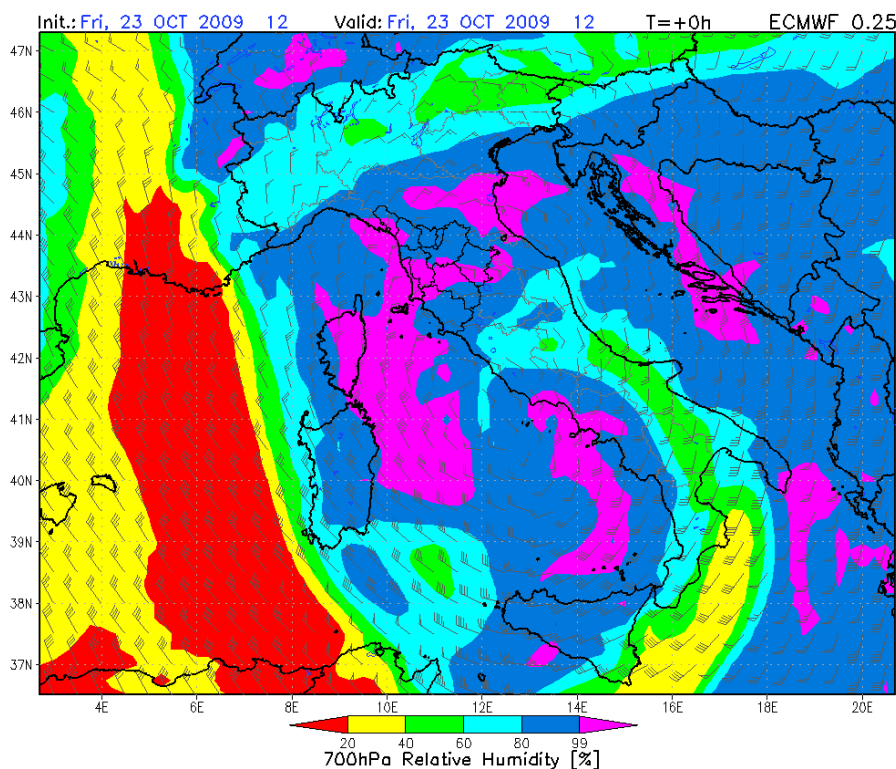 Init.: Fri, 23 OCT 2009 12 Valid: Fri, 23 OCT 2009 12 T=+0h ECMWF 0.25
47N
46N
45N
44N
43N
42N
41N
40N
39N
38N
37N
4E 6E 8E 10E 12E 14E 16E 18E 20E
20 40 60 80 99
700hPa Relative Humidity [%]